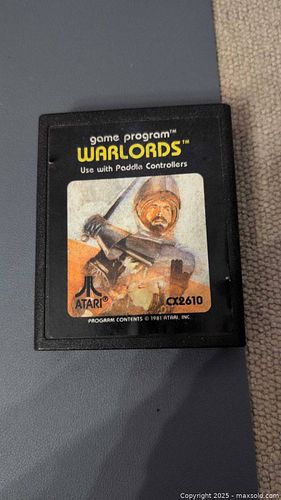 game program™
WARLORDS™
Use with Paddle Controllers
ATARI®
CX2610
PROGRAM CONTENTS © 1981 ATARI, INC.
Copyright 2025 - maxsold.com